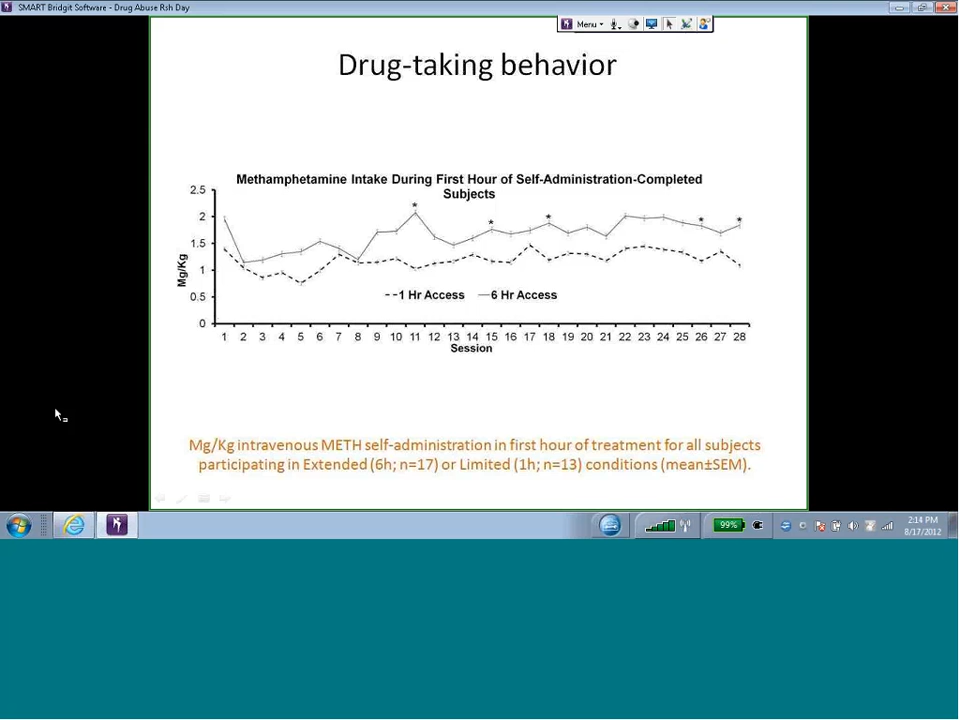 SMART Bridgit Software - Drug Abuse Rsh Day
Menu
Drug-taking behavior
Methamphetamine Intake During First Hour of Self-Administration-Completed
Subjects
Mg/Kg
2.5
2
1.5
1
0.5
0
* * * * *
1 Hr Access 6 Hr Access
1 2 3 4 5 6 7 8 9 10 11 12 13 14 15 16 17 18 19 20 21 22 23 24 25 26 27 28
Session
Mg/Kg intravenous METH self-administration in first hour of treatment for all subjects
participating in Extended (6h; n=17) or Limited (1h; n=13) conditions (mean±SEM).
99%
2:14 PM
8/17/2012